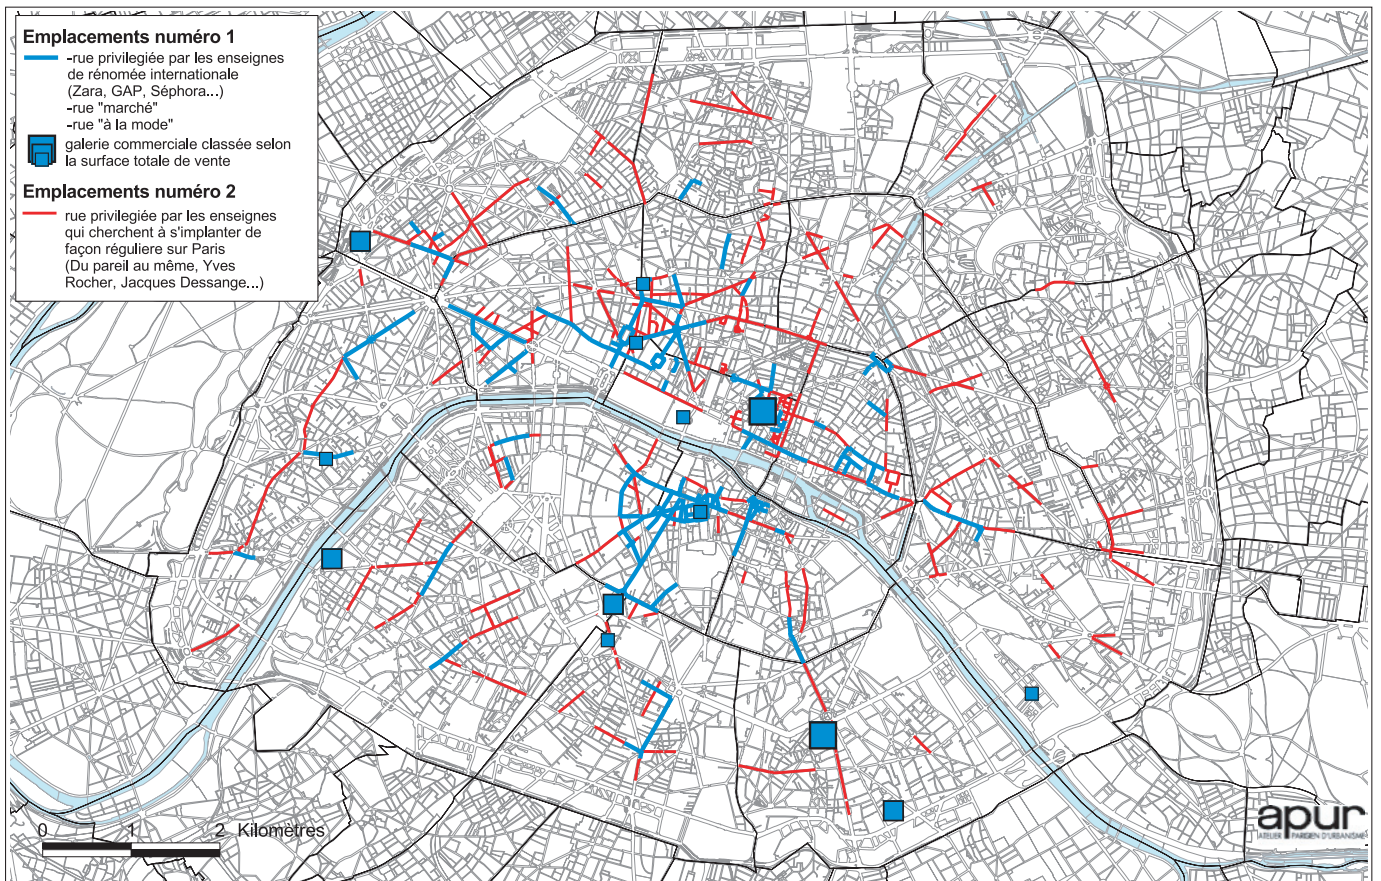 Emplacements numéro 1
-rue privilegiée par les enseignes
de rénomée internationale
(Zara, GAP, Séphora...)
-rue "marché"
-rue "à la mode"
galerie commerciale classée selon
la surface totale de vente
Emplacements numéro 2
rue privilegiée par les enseignes
qui cherchent à s'implanter de
façon réguliere sur Paris
(Du pareil au même, Yves
Rocher, Jacques Dessange...)
0 1 2 Kilomètres
apur
ATELIER PARISIEN D'URBANISME